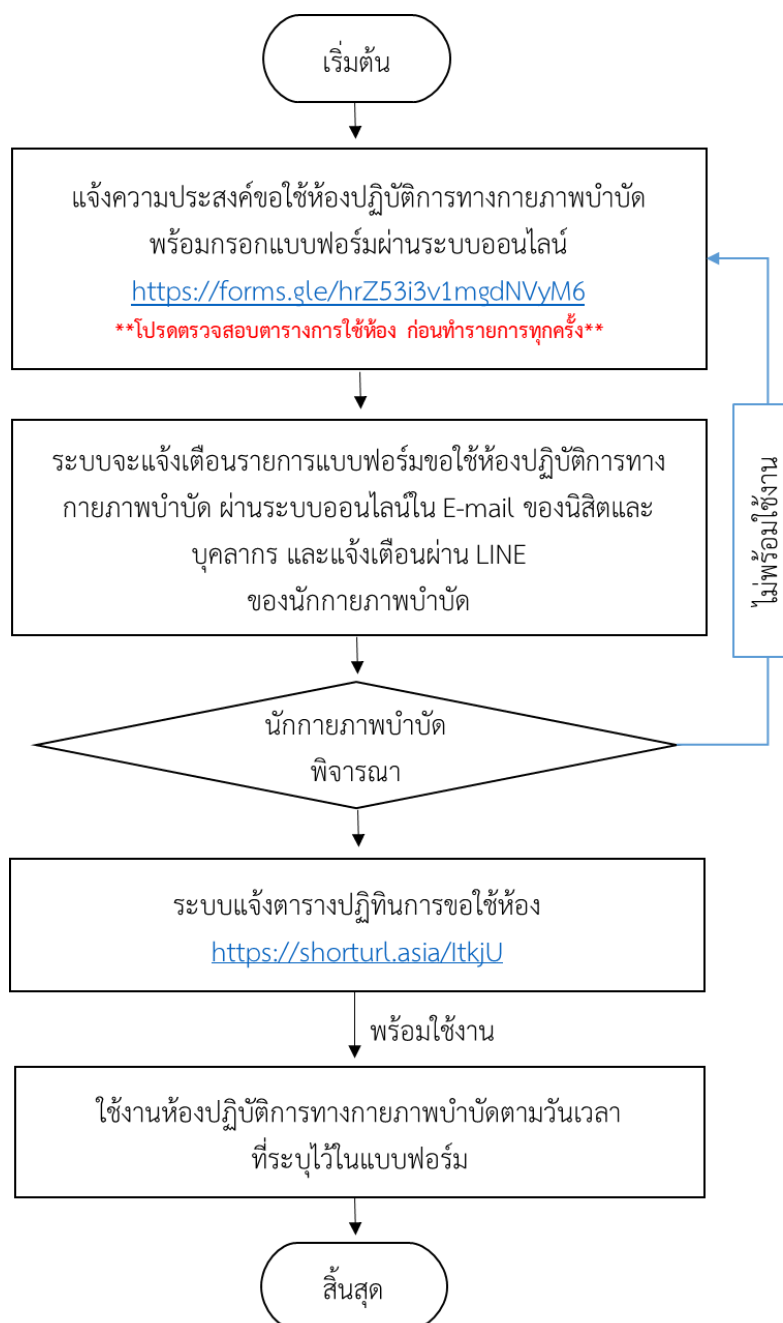 เริ่มต้น
แจ้งความประสงค์ขอใช้ห้องปฏิบัติการทางกายภาพบำบัด
พร้อมกรอกแบบฟอร์มผ่านระบบออนไลน์
https://forms.gle/hrZ53i3v1mgdNVyM6
**โปรดตรวจสอบตารางการใช้ห้อง ก่อนทำรายการทุกครั้ง**
ระบบจะแจ้งเตือนรายการแบบฟอร์มขอใช้ห้องปฏิบัติการทาง
กายภาพบำบัด ผ่านระบบออนไลน์ใน E-mail ของนิสิตและ
บุคลากร และแจ้งเตือนผ่าน LINE
ของนักกายภาพบำบัด
ไม่พร้อมใช้งาน
นักกายภาพบำบัด
พิจารณา
ระบบแจ้งตารางปฏิทินการขอใช้ห้อง
https://shorturl.asia/ItkjU
พร้อมใช้งาน
ใช้งานห้องปฏิบัติการทางกายภาพบำบัดตามวันเวลา
ที่ระบุไว้ในแบบฟอร์ม
สิ้นสุด